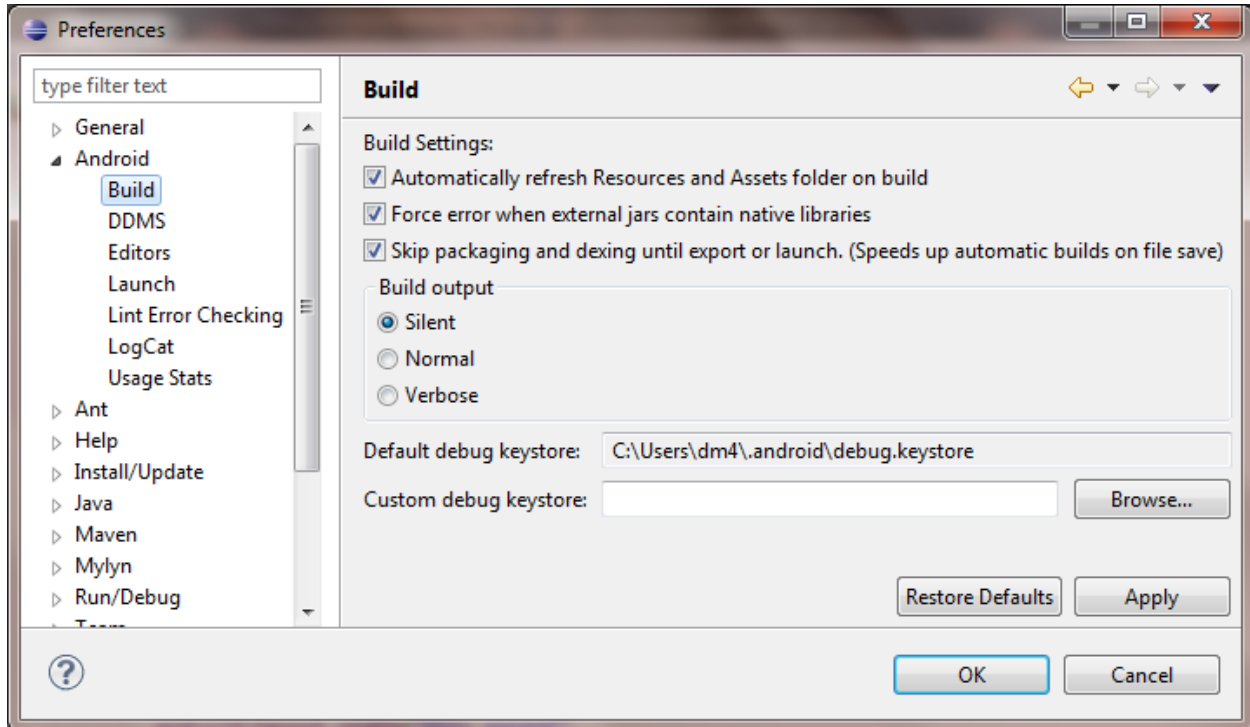 Preferences
type filter text
General
Android
Build
DDMS
Editors
Launch
Lint Error Checking
LogCat
Usage Stats
Ant
Help
Install/Update
Java
Maven
Mylyn
Run/Debug
Team
Build
Build Settings:
Automatically refresh Resources and Assets folder on build
Force error when external jars contain native libraries
Skip packaging and dexing until export or launch. (Speeds up automatic builds on file save)
Build output
Silent
Normal
Verbose
Default debug keystore: C:\Users\dm4\.android\debug.keystore
Custom debug keystore: Browse...
Restore Defaults Apply
? OK Cancel